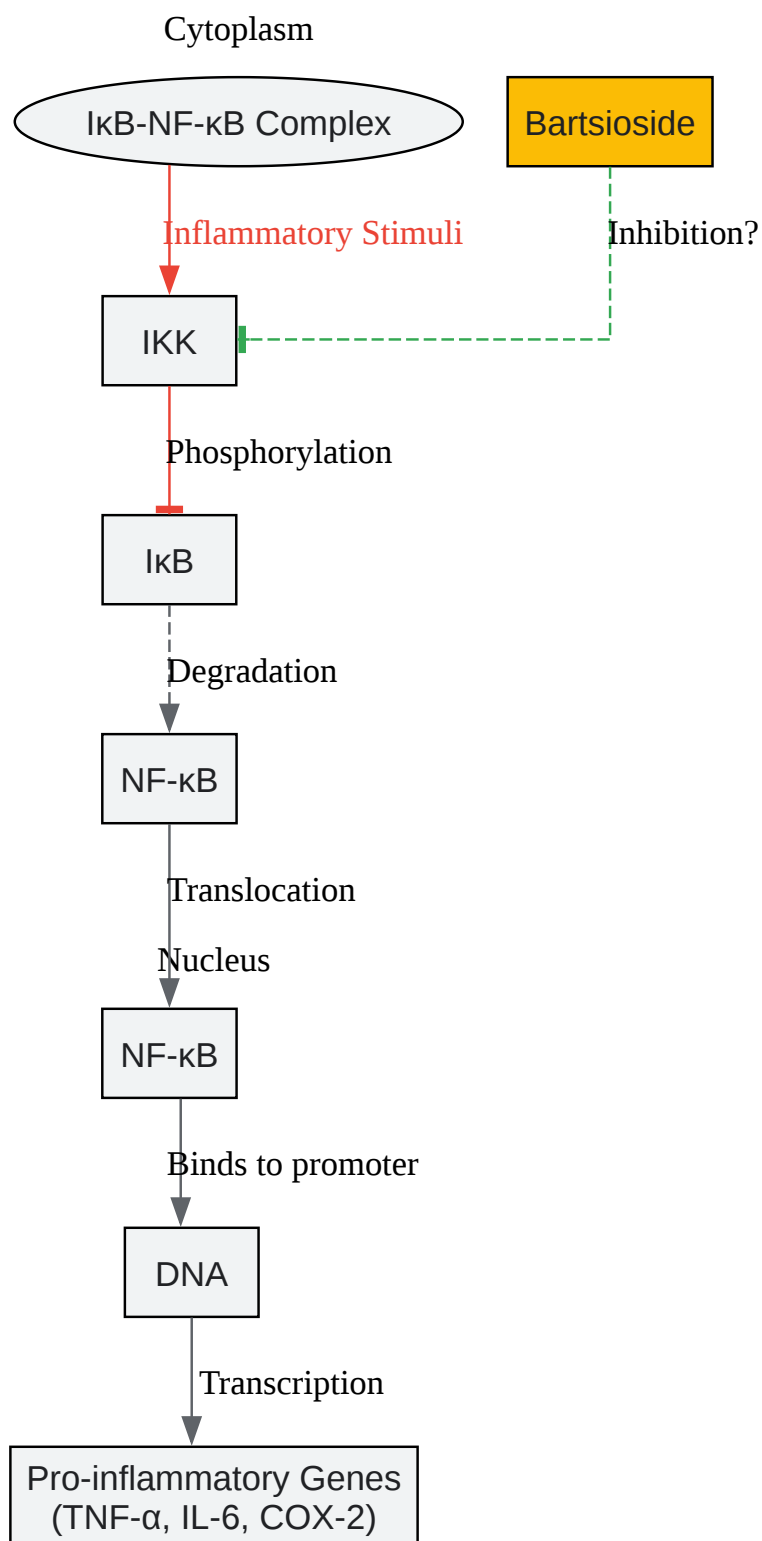 Cytoplasm
IκB-NF-κB Complex
Bartsioside
Inflammatory Stimuli
Inhibition?
IKK
Phosphorylation
IκB
Degradation
NF-κB
Translocation
Nucleus
NF-κB
Binds to promoter
DNA
Transcription
Pro-inflammatory Genes
(TNF-α, IL-6, COX-2)